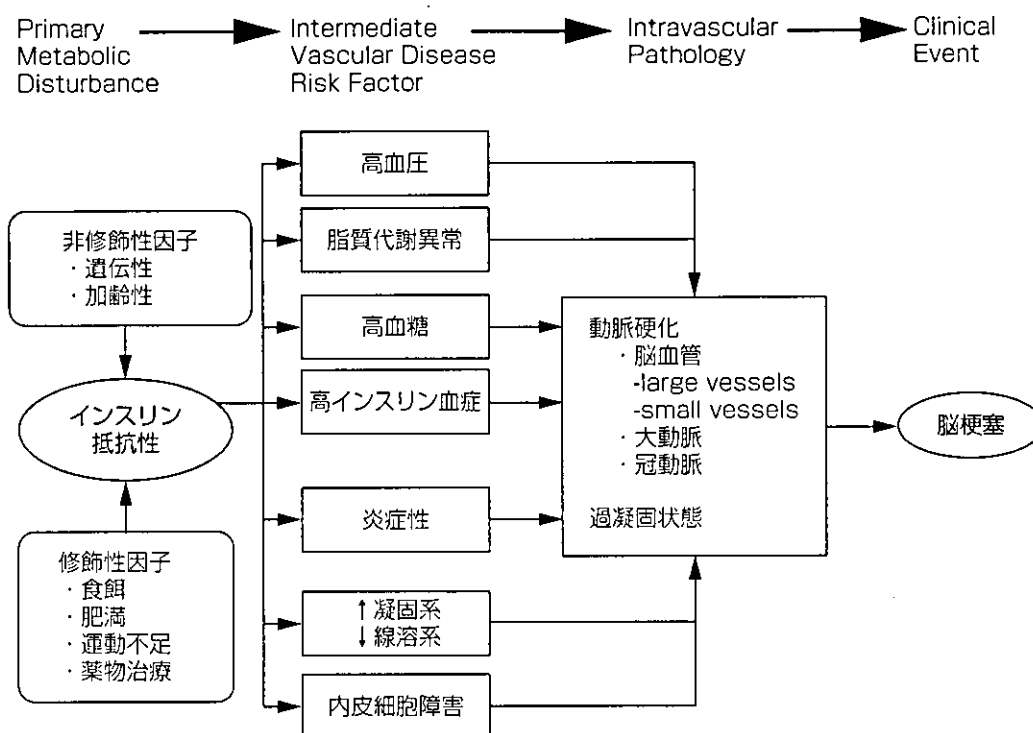 Primary
Metabolic
Disturbance
Intermediate
Vascular Disease
Risk Factor
Intravascular
Pathology
Clinical
Event
非修飾性因子
・遺伝性
・加齢性
インスリン
抵抗性
修飾性因子
・食餌
・肥満
・運動不足
・薬物治療
高血圧
脂質代謝異常
高血糖
高インスリン血症
炎症性
↑凝固系
↓線溶系
内皮細胞障害
動脈硬化
・脳血管
-large vessels
-small vessels
・大動脈
・冠動脈
過凝固状態
脳梗塞